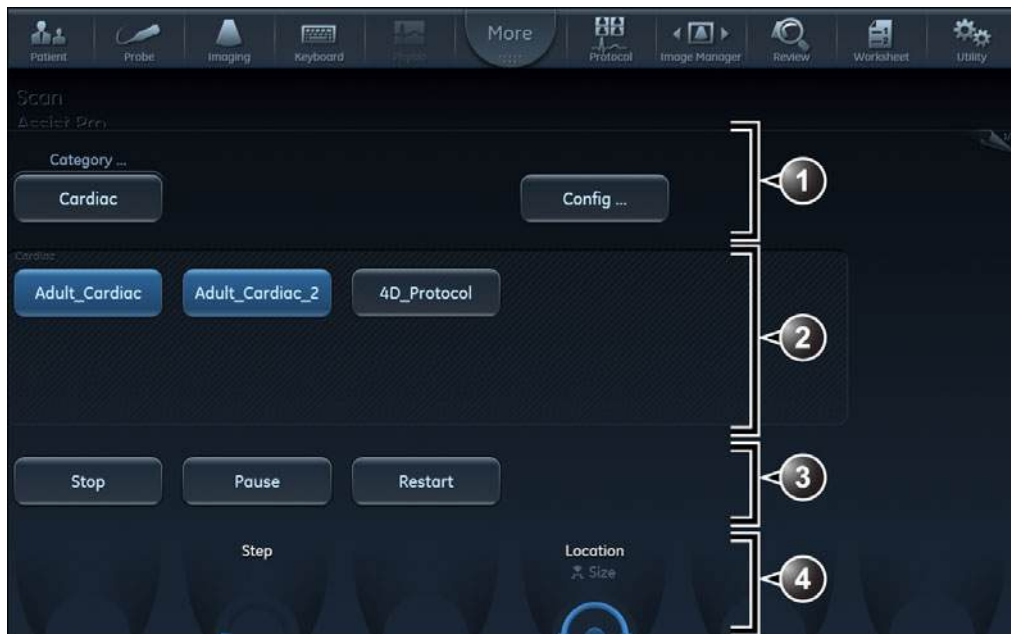 Patient
Probe
Imaging
Keyboard
Physio
More
Protocol
Image Manager
Review
Worksheet
Utility
Scan
Assist Pro
Category ...
Cardiac
Config ...
1
Cardiac
Adult_Cardiac
Adult_Cardiac_2
4D_Protocol
2
Stop
Pause
Restart
3
Step
Location
Size
4